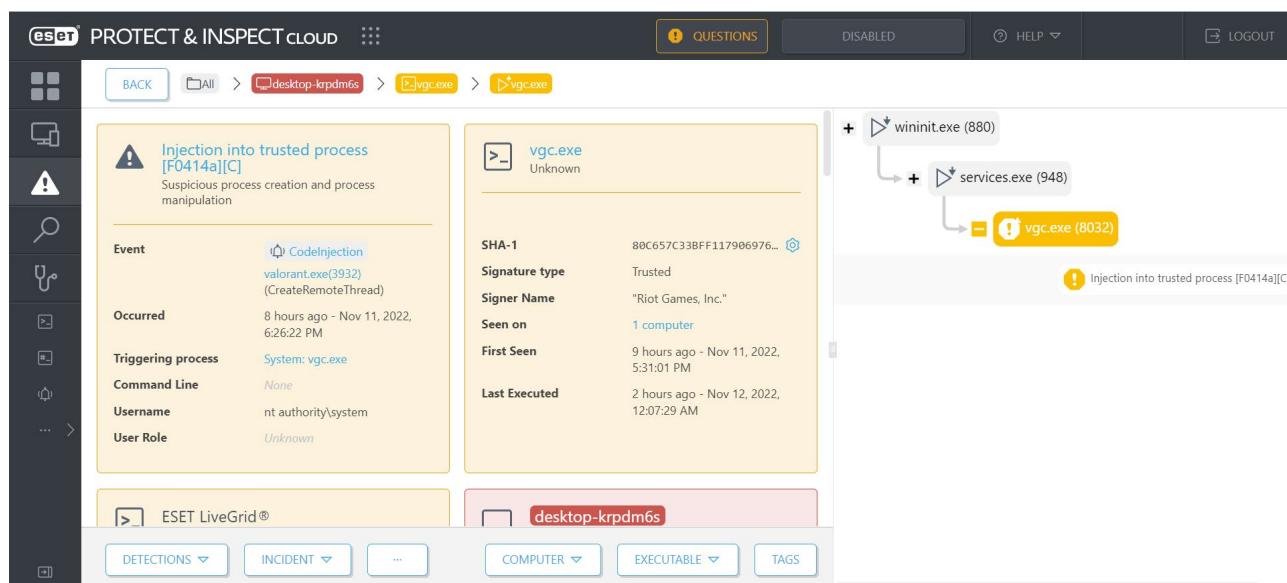 eset PROTECT & INSPECT CLOUD
QUESTIONS
DISABLED
HELP
LOGOUT
BACK
All > desktop-krpdm6s > vgc.exe > vgc.exe
Injection into trusted process
[F0414a][C]
Suspicious process creation and process
manipulation
Event
CodeInjection
valorant.exe(3932)
(CreateRemoteThread)
Occurred
8 hours ago - Nov 11, 2022,
6:26:22 PM
Triggering process
System: vgc.exe
Command Line
None
Username
nt authority\system
User Role
Unknown
vgc.exe
Unknown
SHA-1
80C657C33BFF117906976...
Signature type
Trusted
Signer Name
"Riot Games, Inc."
Seen on
1 computer
First Seen
9 hours ago - Nov 11, 2022,
5:31:01 PM
Last Executed
2 hours ago - Nov 12, 2022,
12:07:29 AM
ESET LiveGrid®
desktop-krpdm6s
DETECTIONS
INCIDENT
...
COMPUTER
EXECUTABLE
TAGS
wininit.exe (880)
services.exe (948)
vgc.exe (8032)
Injection into trusted process [F0414a][C